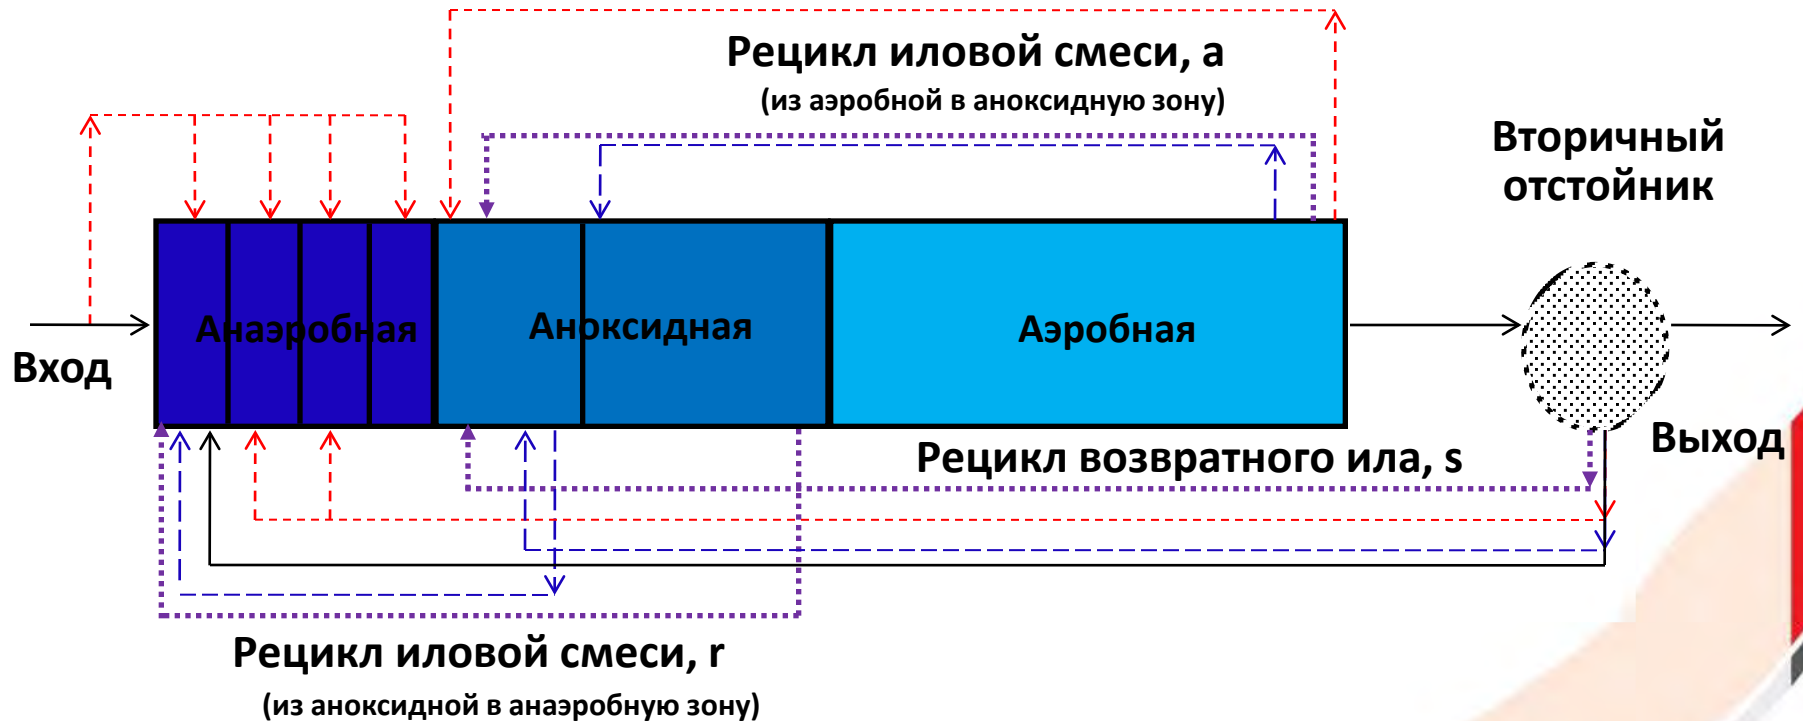 Рецикл иловой смеси, a
(из аэробной в аноксидную зону)
Вторичный
отстойник
Анаэробная
Аноксидная
Аэробная
Вход
Выход
Рецикл возвратного ила, s
Рецикл иловой смеси, r
(из аноксидной в анаэробную зону)